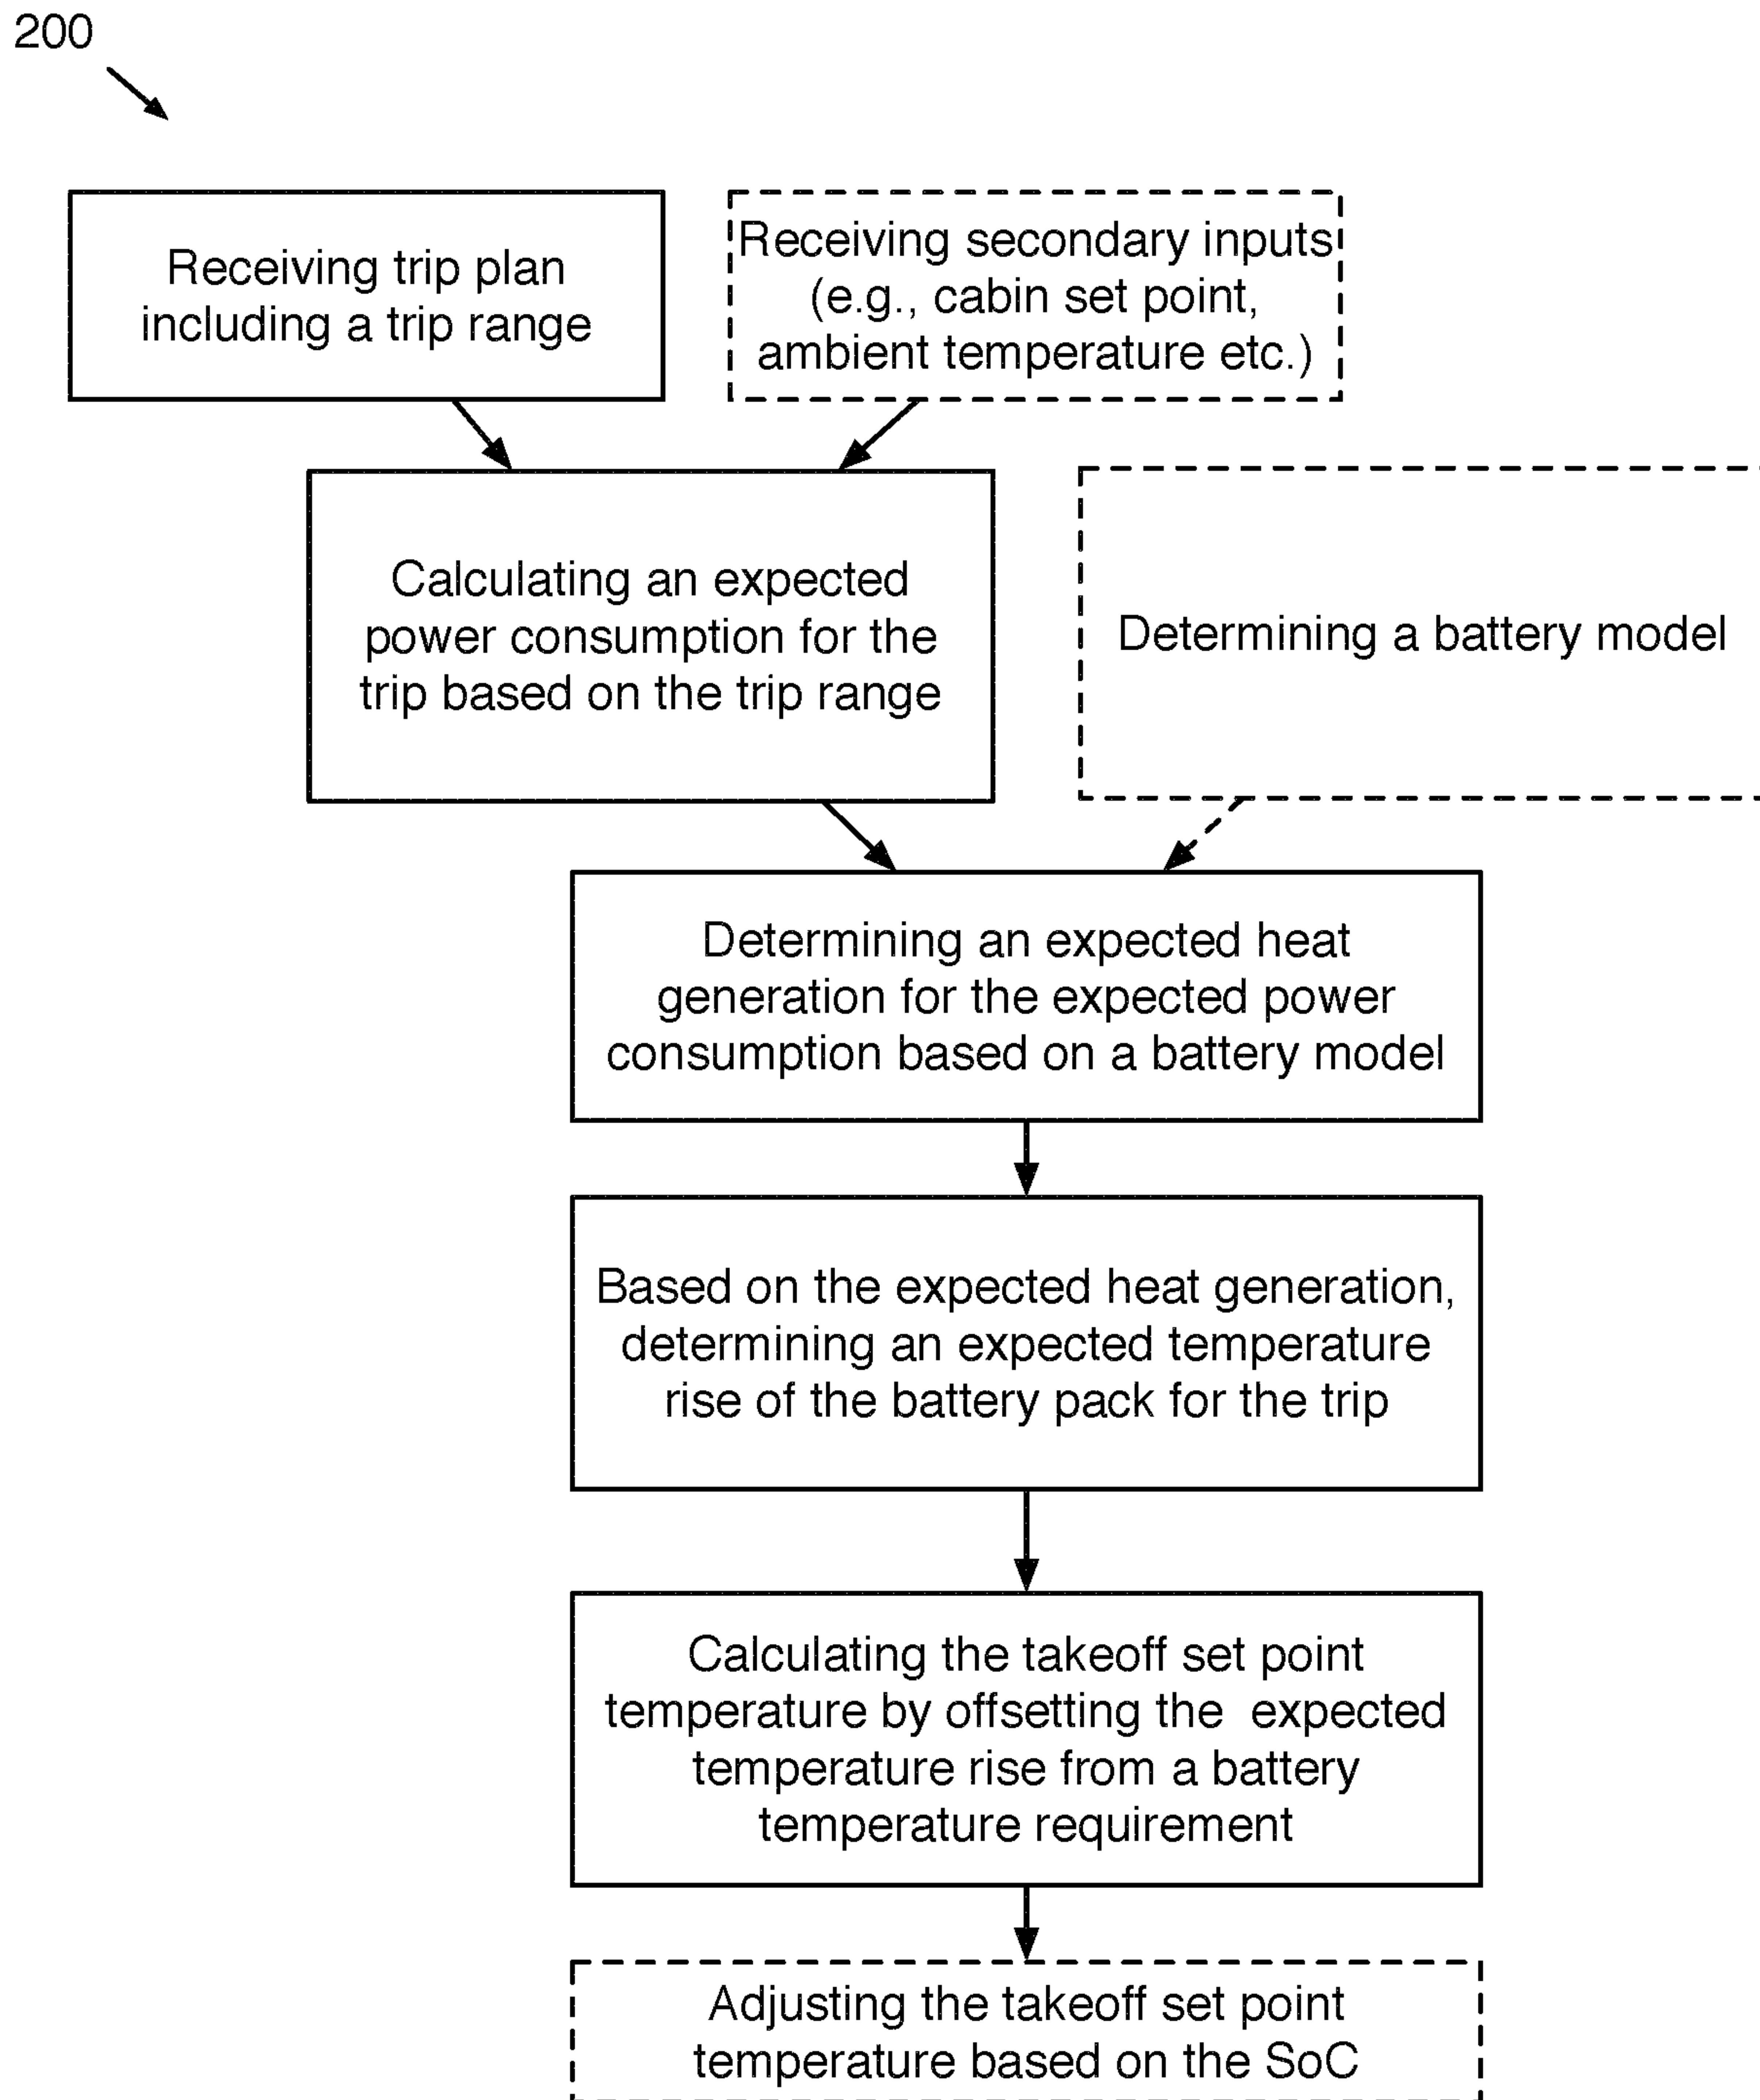 200
Receiving trip plan
including a trip range
Receiving secondary inputs
(e.g., cabin set point,
ambient temperature etc.)
Calculating an expected
power consumption for the
trip based on the trip range
Determining a battery model
Determining an expected heat
generation for the expected power
consumption based on a battery model
Based on the expected heat generation,
determining an expected temperature
rise of the battery pack for the trip
Calculating the takeoff set point
temperature by offsetting the expected
temperature rise from a battery
temperature requirement
Adjusting the takeoff set point
temperature based on the SoC